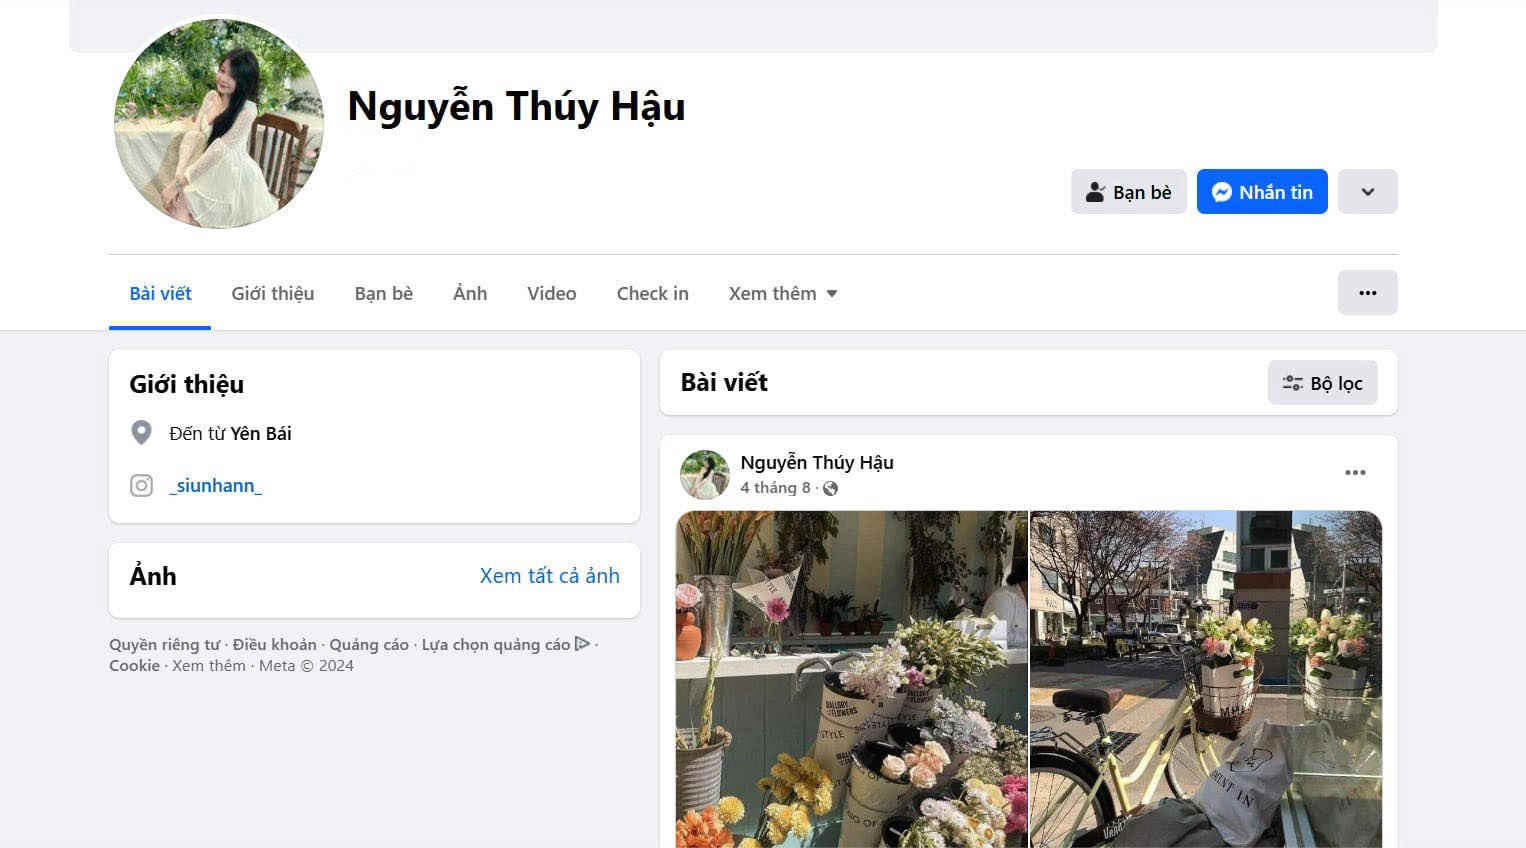 Nguyễn Thúy Hậu
Bạn bè
Nhắn tin
Bài viết
Giới thiệu
Bạn bè
Ảnh
Video
Check in
Xem thêm
Giới thiệu
Đến từ Yên Bái
_siunhann_
Ảnh
Xem tất cả ảnh
Quyền riêng tư · Điều khoản · Quảng cáo · Lựa chọn quảng cáo ·
Cookie · Xem thêm · Meta © 2024
Bài viết
Bộ lọc
Nguyễn Thúy Hậu
4 tháng 8 ·
MALLORY
FLOWERS
STYLE